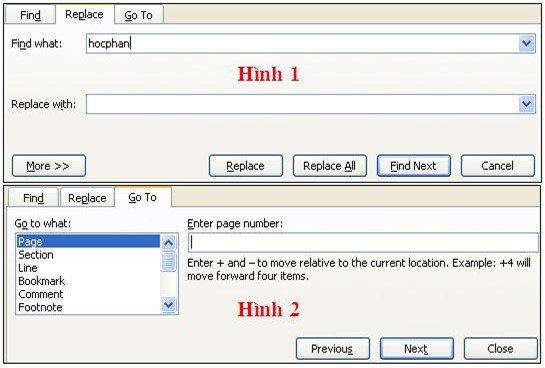 Find Replace Go To
Find what: hocphan
Hình 1
Replace with:
More >> Replace Replace All Find Next Cancel
Find Replace Go To
Go to what: Enter page number:
Page
Section
Line
Bookmark
Comment
Footnote
Enter + and – to move relative to the current location. Example: +4 will
move forward four items.
Hình 2
Previous Next Close